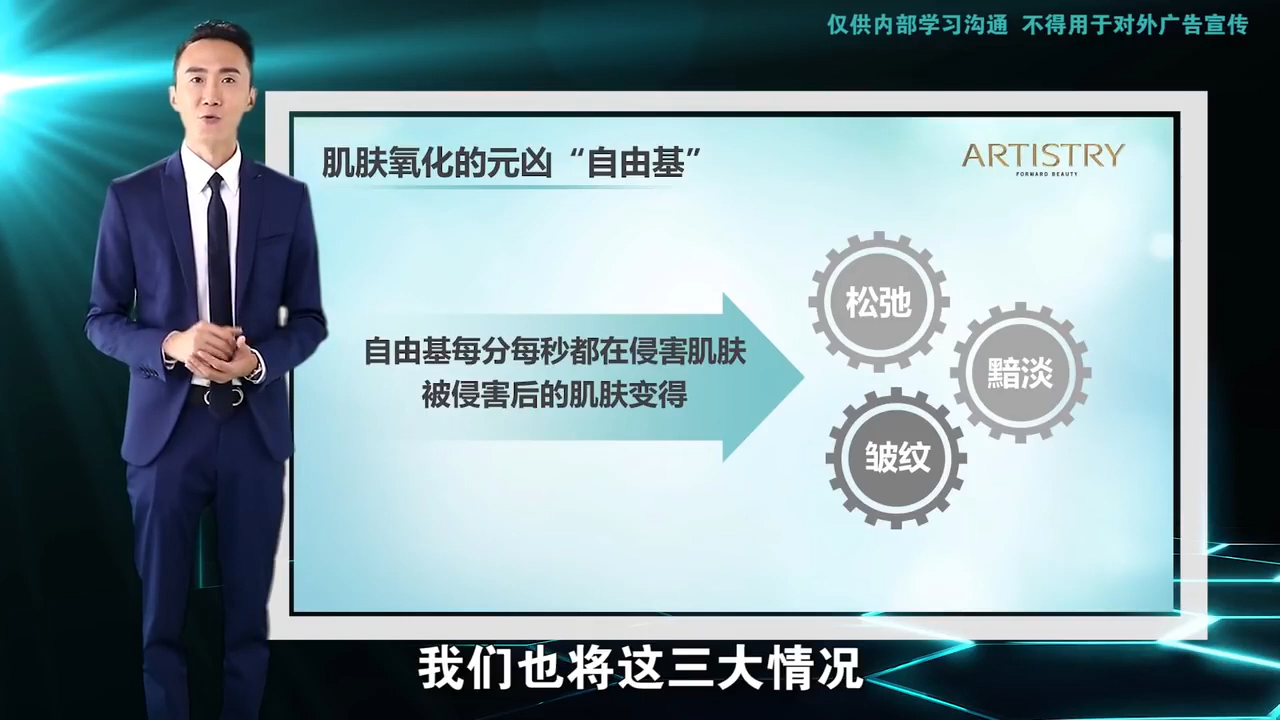 仅供内部学习沟通 不得用于对外广告宣传
肌肤氧化的元凶“自由基”
ARTISTRY
FORWARD BEAUTY
自由基每分每秒都在侵害肌肤
被侵害后的肌肤变得
松弛
黯淡
皱纹
我们也将这三大情况